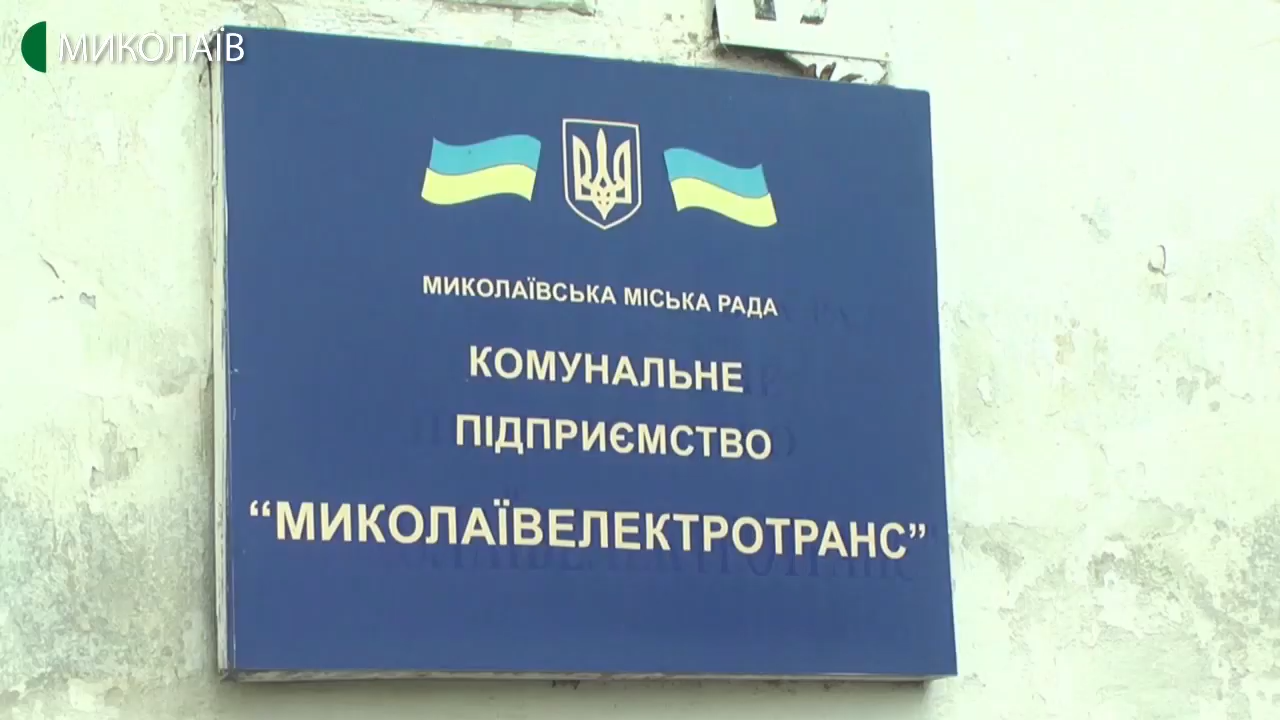 МИКОЛАЇВ
МИКОЛАЇВСЬКА МІСЬКА РАДА
КОМУНАЛЬНЕ
ПІДПРИЄМСТВО
“МИКОЛАЇВЕЛЕКТРОТРАНС”